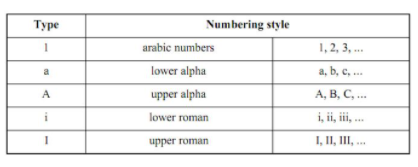 Type Numbering style
1 arabic numbers 1, 2, 3, ...
a lower alpha a, b, c, ...
A upper alpha A, B, C, ...
i lower roman i, ii, iii, ...
I upper roman I, II, III, ...